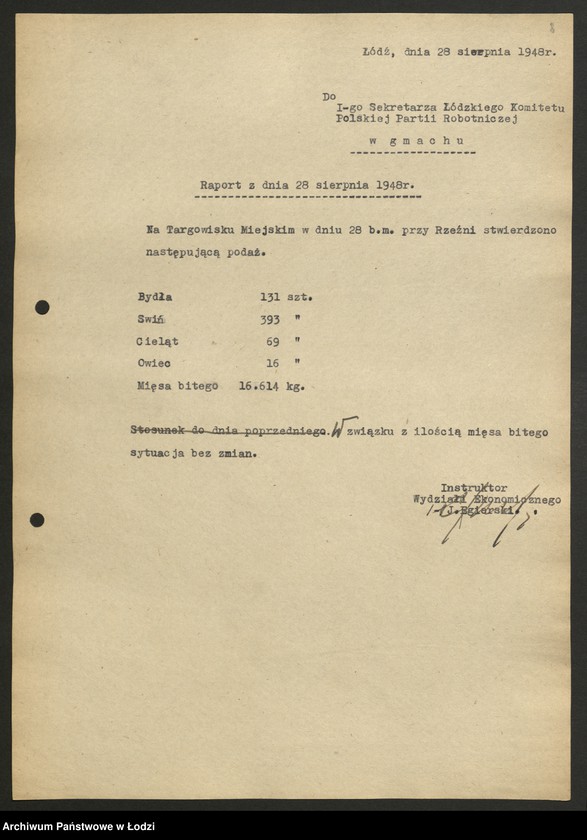 8
Łódź, dnia 28 sierpnia 1948r.
Do
I-go Sekretarza Łódzkiego Komitetu
Polskiej Partii Robotniczej
w gmachu
Raport z dnia 28 sierpnia 1948r.
Na Targowisku Miejskim w dniu 28 b.m. przy Rzeźni stwierdzono
następującą podaż.
Bydła 131 szt.
Swiń 393 "
Cieląt 69 "
Owiec 16 "
Mięsa bitego 16.614 kg.
Stosunek do dnia poprzedniego. W związku z ilością mięsa bitego
sytuacja bez zmian.
Instruktor
Wydziału Ekonomicznego
J.Egierski.
Archiwum Państwowe w Łodzi